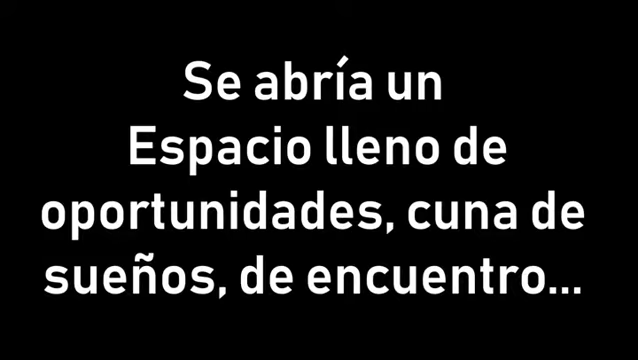 Se abría un
Espacio lleno de
oportunidades, cuna de
sueños, de encuentro...